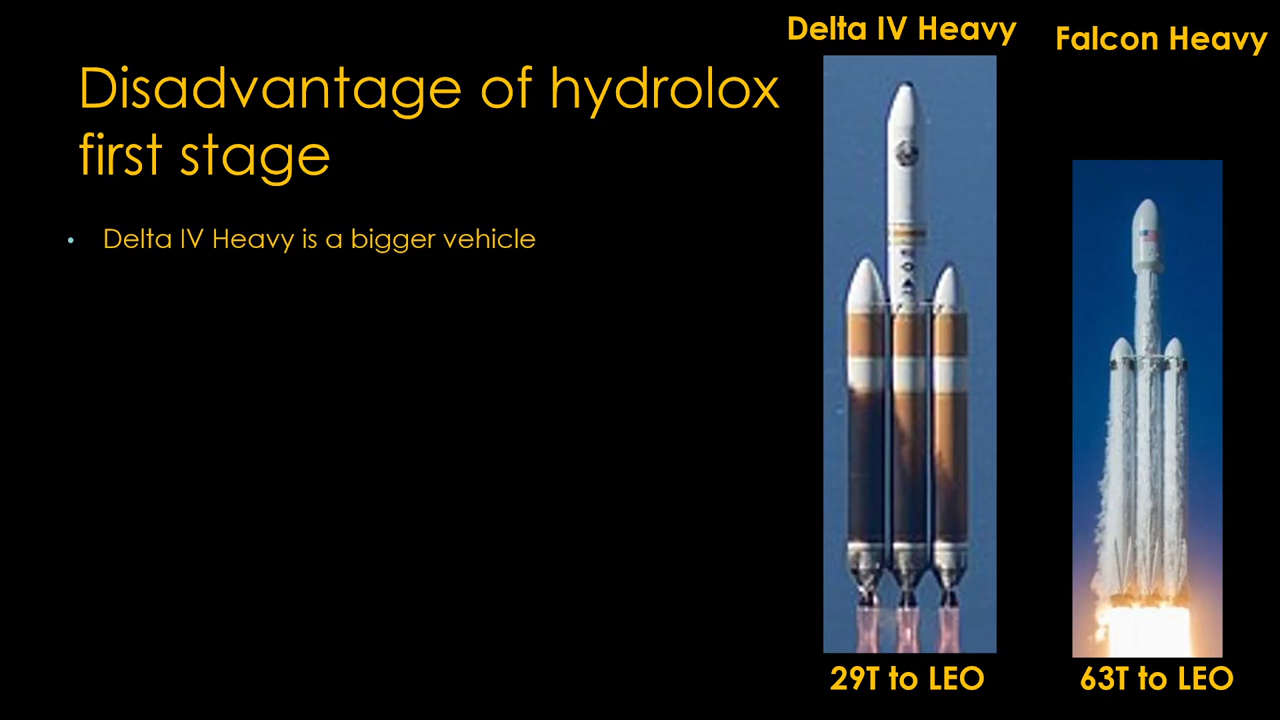 Delta IV Heavy
Falcon Heavy
Disadvantage of hydrolox
first stage
• Delta IV Heavy is a bigger vehicle
29T to LEO
63T to LEO